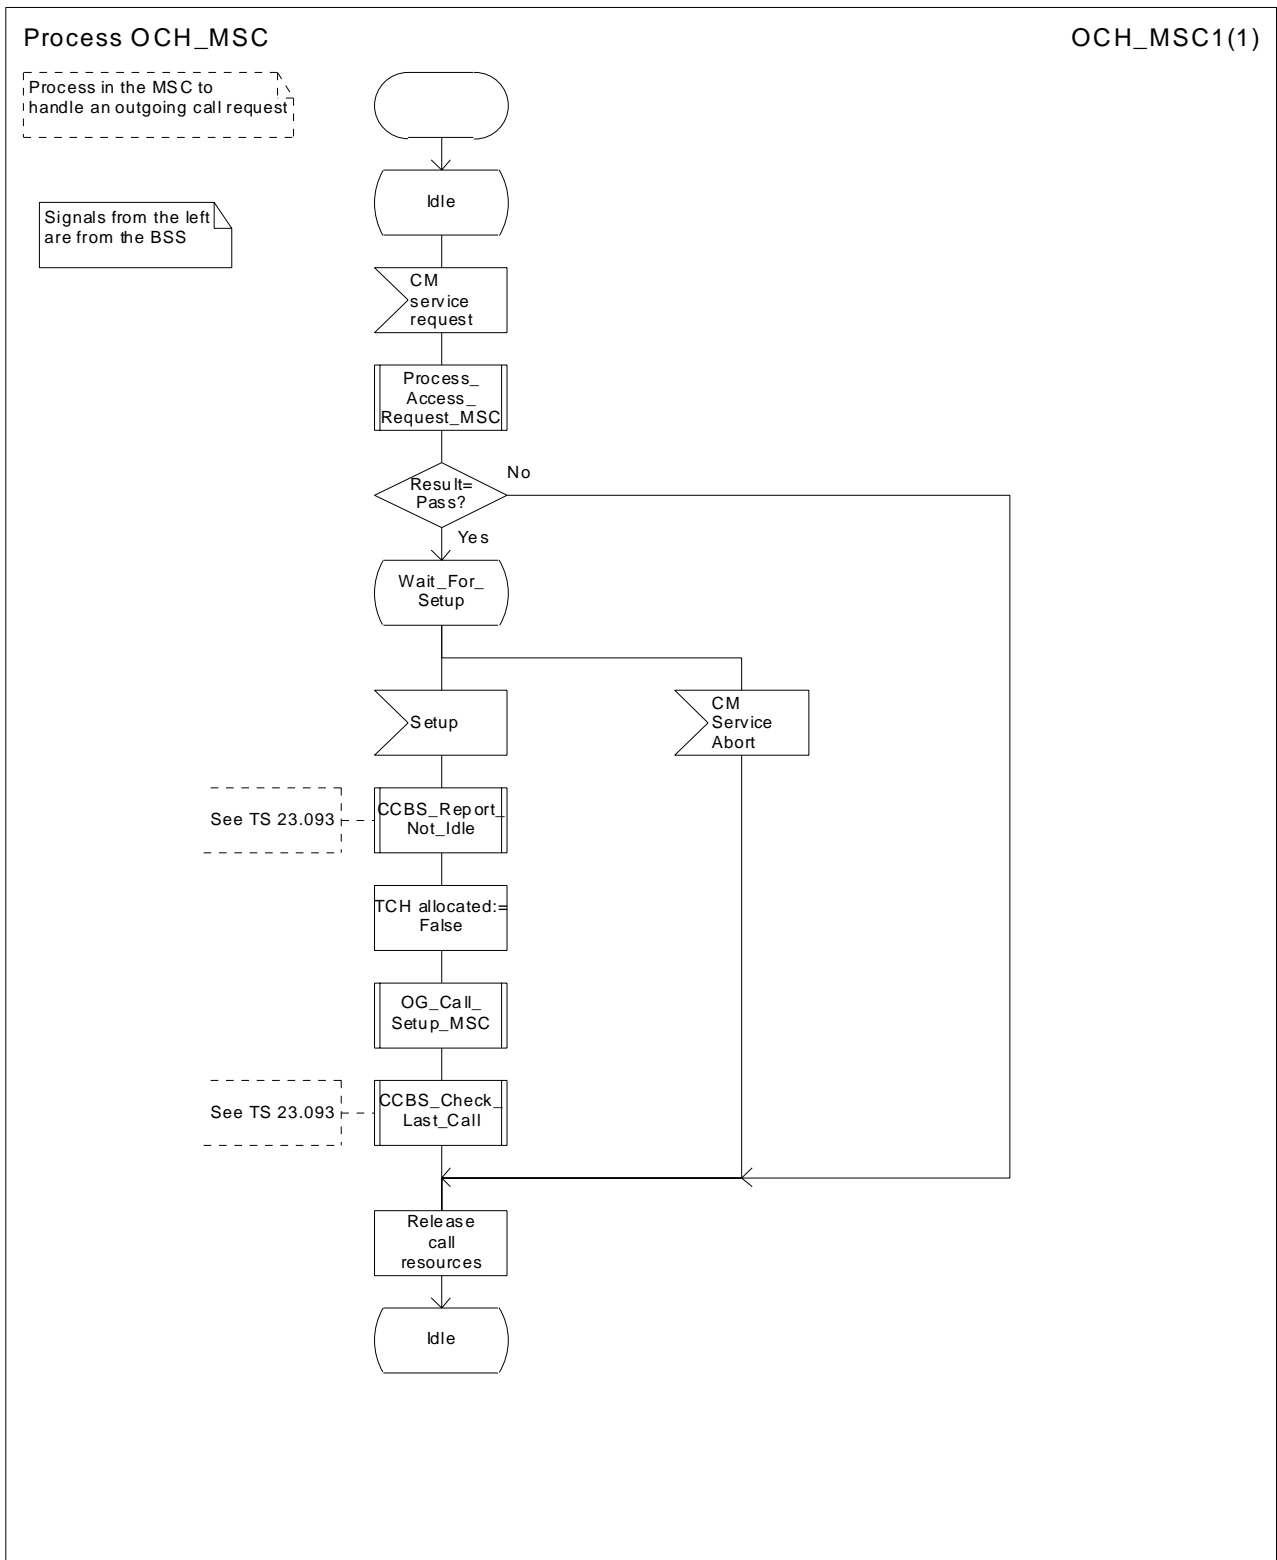 Process OCH_MSC
OCH_MSC1(1)
Process in the MSC to
handle an outgoing call request
Signals from the left
are from the BSS
Idle
CM
service
request
Process_
Access_
Request_MSC
Result=
Pass?
No
Yes
Wait_For_
Setup
Setup
CM
Service
Abort
See TS 23.093
CCBS_Report_
Not_Idle
TCH allocated:=
False
OG_Call_
Setup_MSC
See TS 23.093
CCBS_Check_
Last_Call
Release
call
resources
Idle